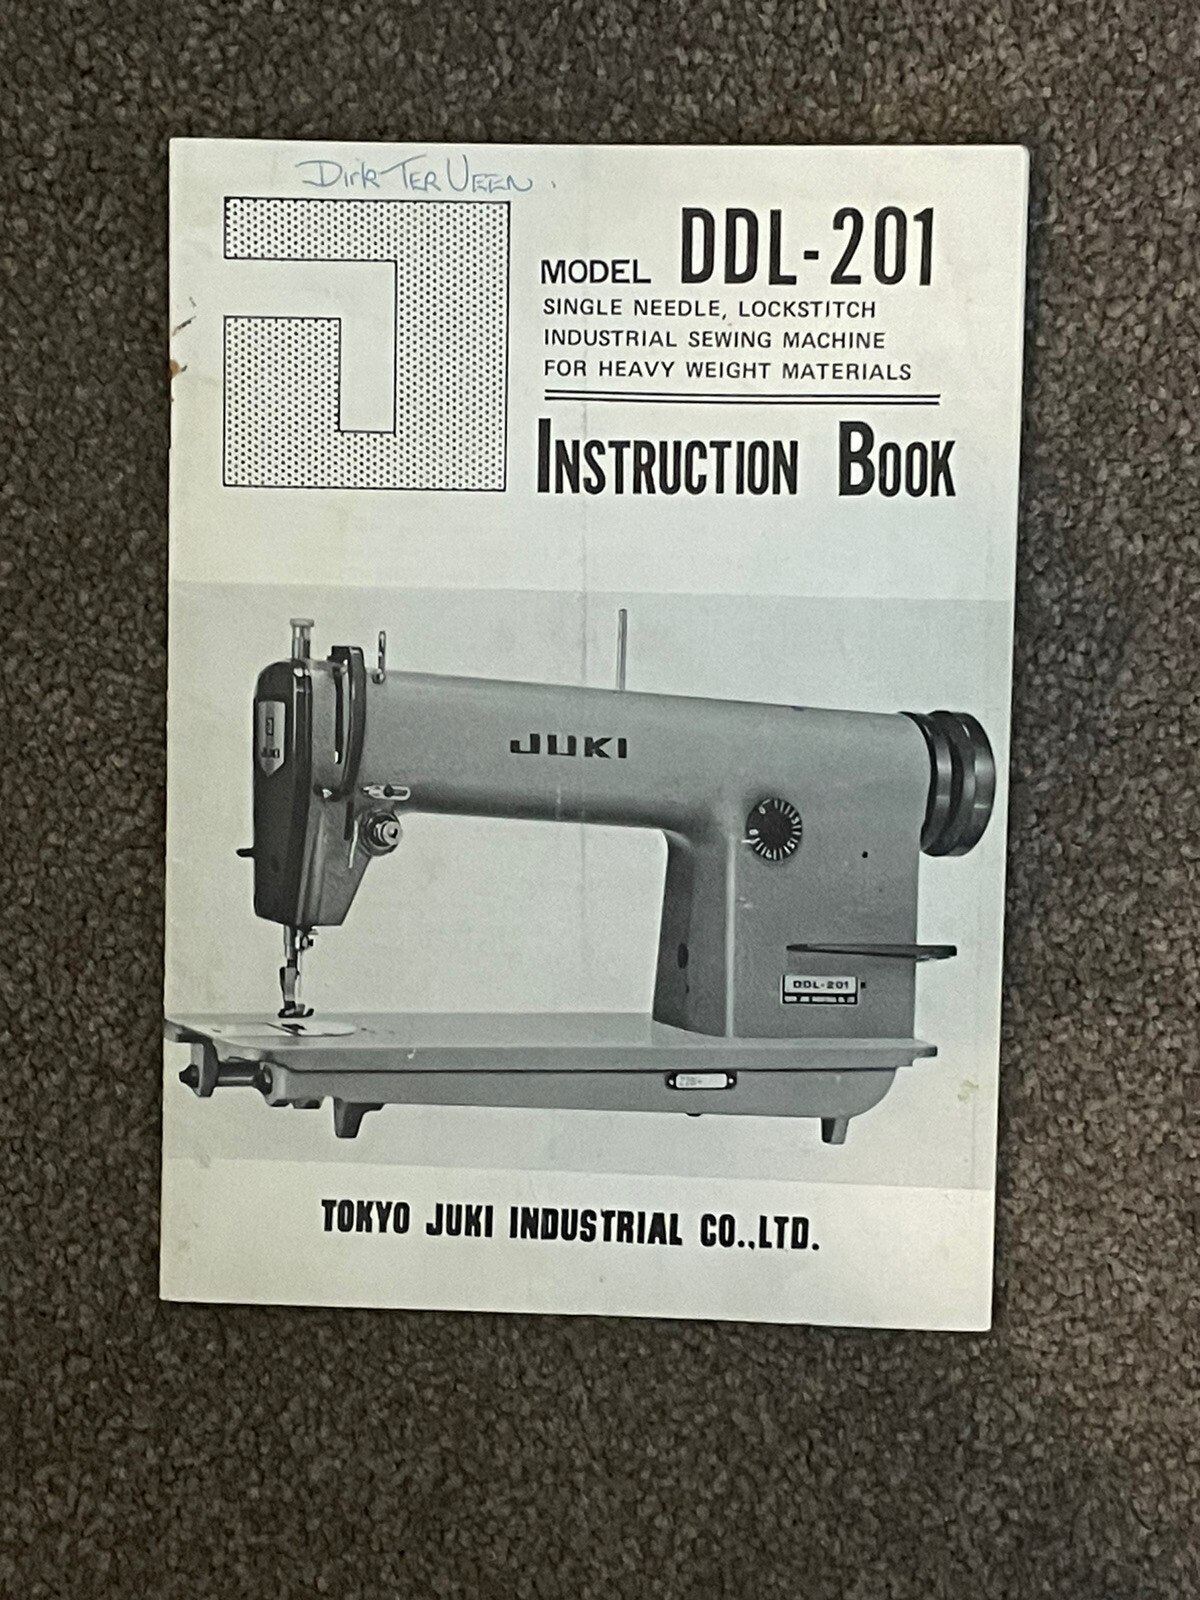 Dirk TER VEEN .
MODEL DDL-201
SINGLE NEEDLE, LOCKSTITCH
INDUSTRIAL SEWING MACHINE
FOR HEAVY WEIGHT MATERIALS
INSTRUCTION BOOK
JUKI
JUKI
DDL-201
TOKYO JUKI INDUSTRIAL CO.,LTD.